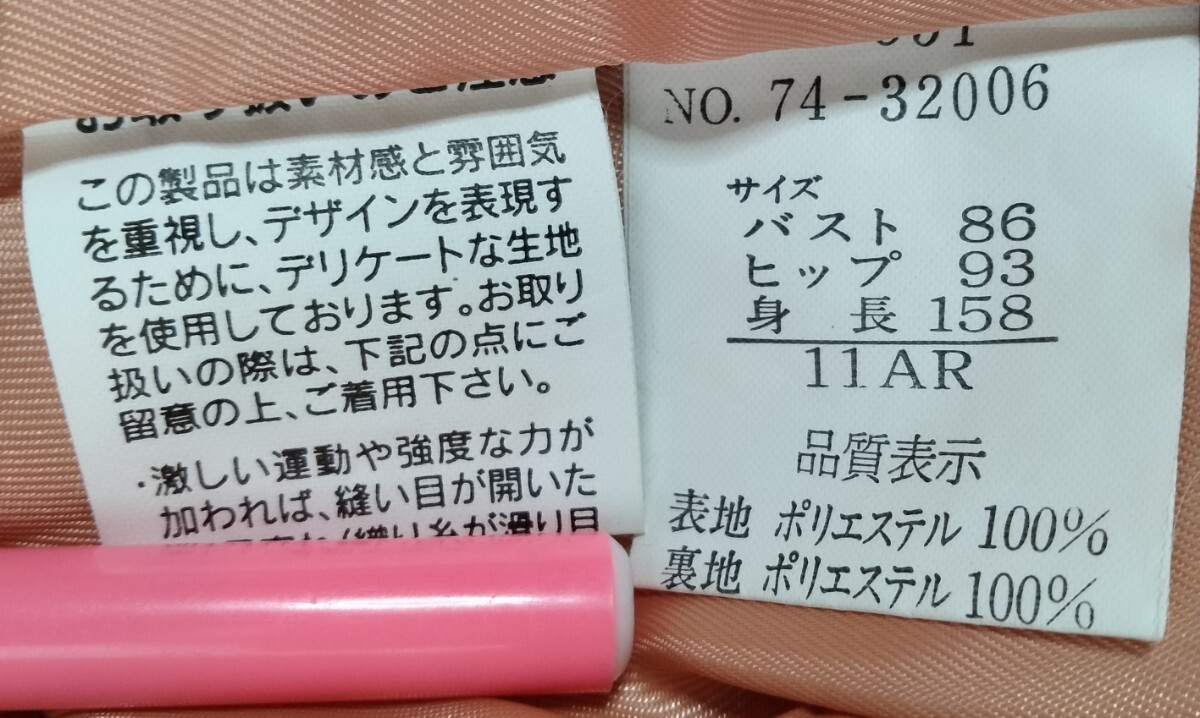 この製品は素材感と雰囲気
を重視し、デザインを表現す
るために、デリケートな生地
を使用しております。お取り
扱いの際は、下記の点にご
留意の上、ご着用下さい。
・激しい運動や強度な力が
加われば、縫い目が開いた
NO. 74-32006
サイズ
バスト 86
ヒップ 93
身 長 158
11AR
品質表示
表地 ポリエステル 100%
裏地 ポリエステル 100%